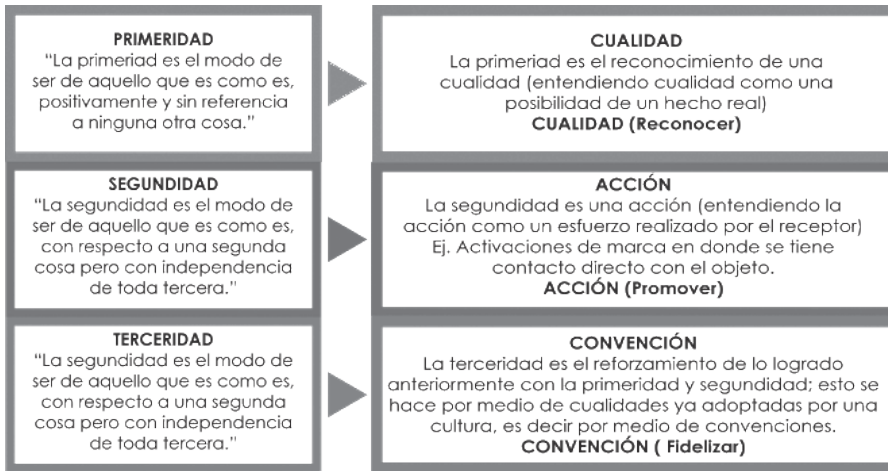 PRIMERIDAD
“La primeriad es el modo de
ser de aquello que es como es,
positivamente y sin referencia
a ninguna otra cosa.”
CUALIDAD
La primeriad es el reconocimiento de una
cualidad (entendiendo cualidad como una
posibilidad de un hecho real)
CUALIDAD (Reconocer)
SEGUNDIDAD
“La segundidad es el modo de
ser de aquello que es como es,
con respecto a una segunda
cosa pero con independencia
de toda tercera.”
ACCIÓN
La segundidad es una acción (entendiendo la
acción como un esfuerzo realizado por el receptor)
Ej. Activaciones de marca en donde se tiene
contacto directo con el objeto.
ACCIÓN (Promover)
TERCERIDAD
“La segundidad es el modo de
ser de aquello que es como es,
con respecto a una segunda
cosa pero con independencia
de toda tercera.”
CONVENCIÓN
La terceridad es el reforzamiento de lo logrado
anteriormente con la primeridad y segundidad; esto se
hace por medio de cualidades ya adoptadas por una
cultura, es decir por medio de convenciones.
CONVENCIÓN ( Fidelizar)